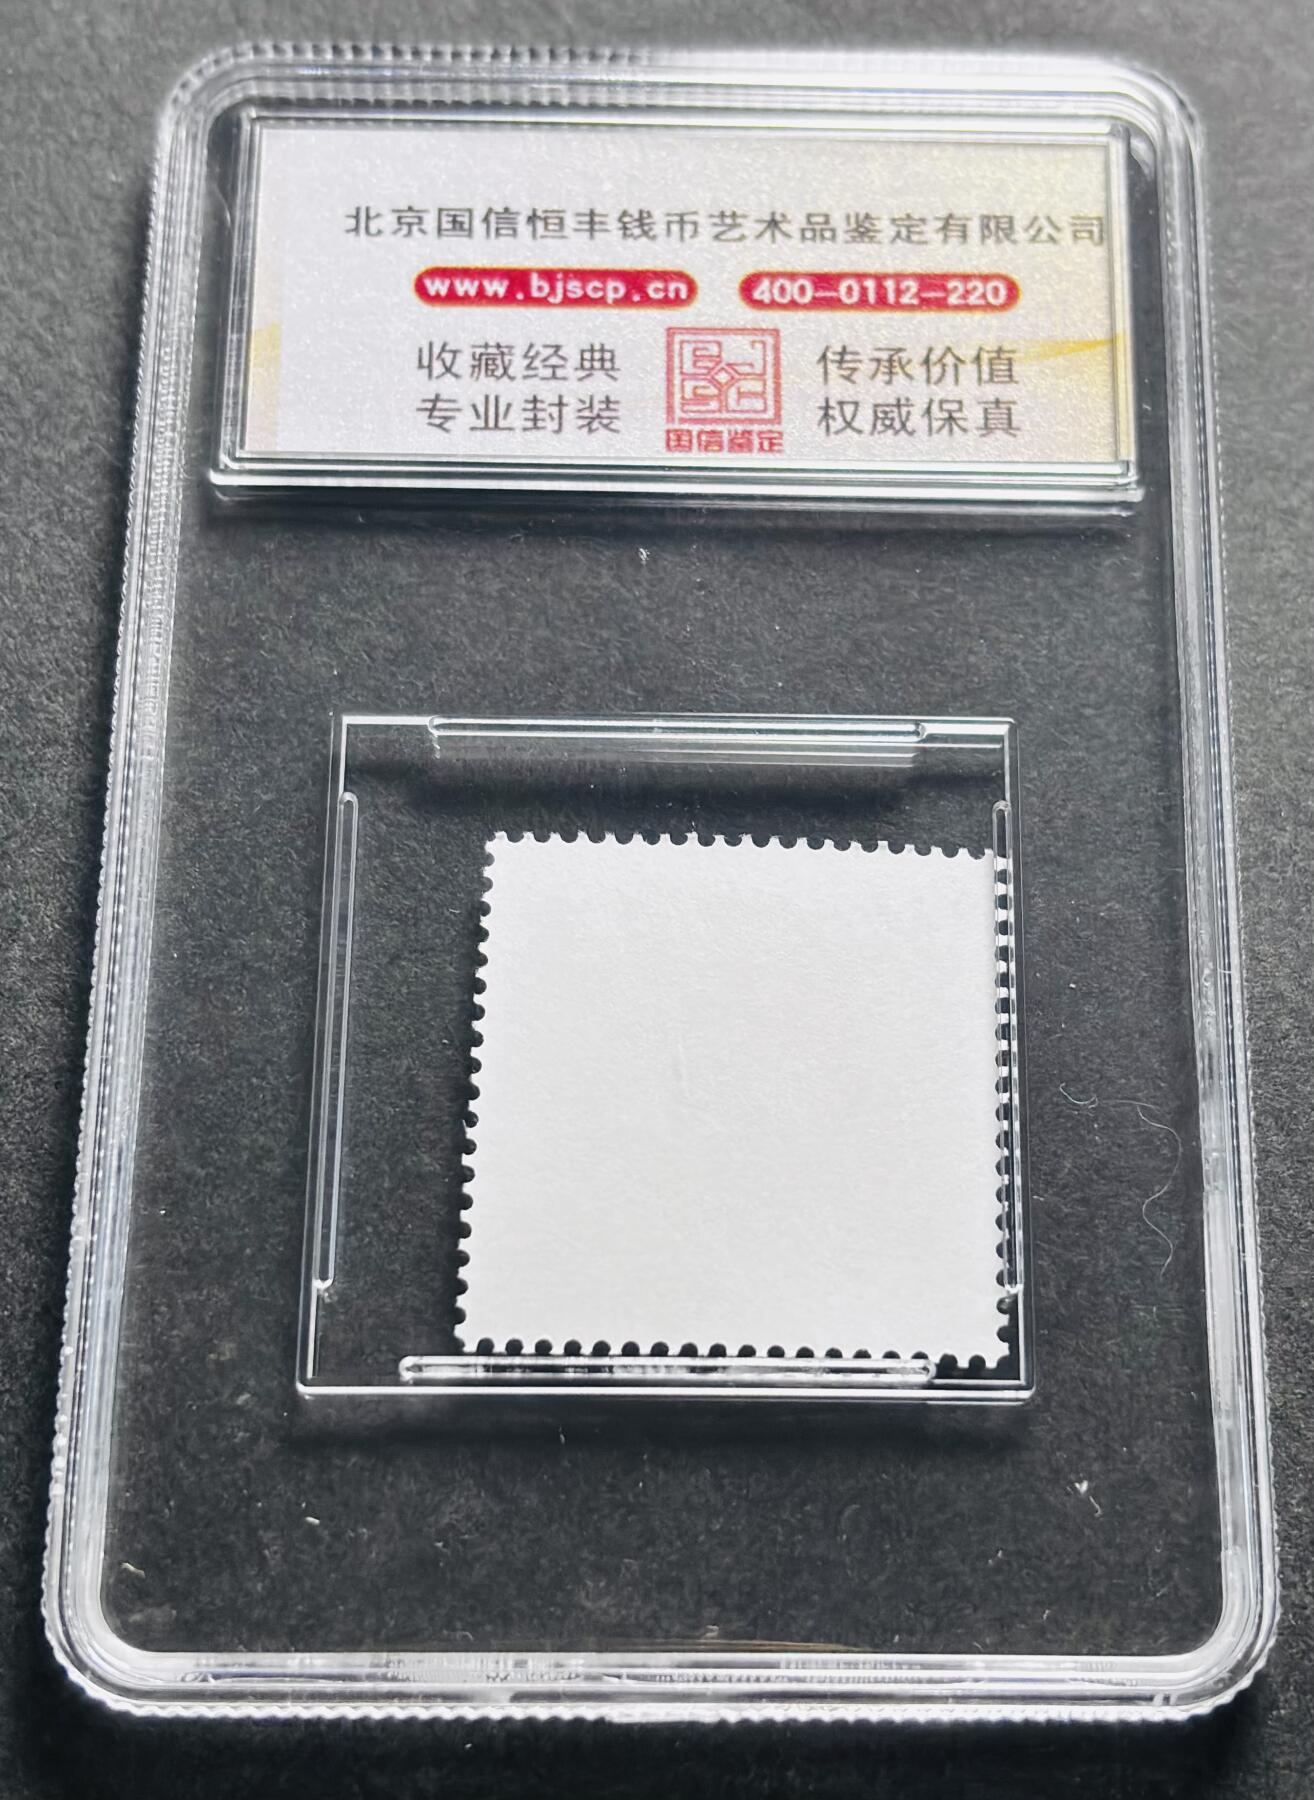 北京国信恒丰钱币艺术品鉴定有限公司
www.bjscp.cn 400-0112-220
收藏经典 传承价值
专业封装 权威保真
国信鉴定